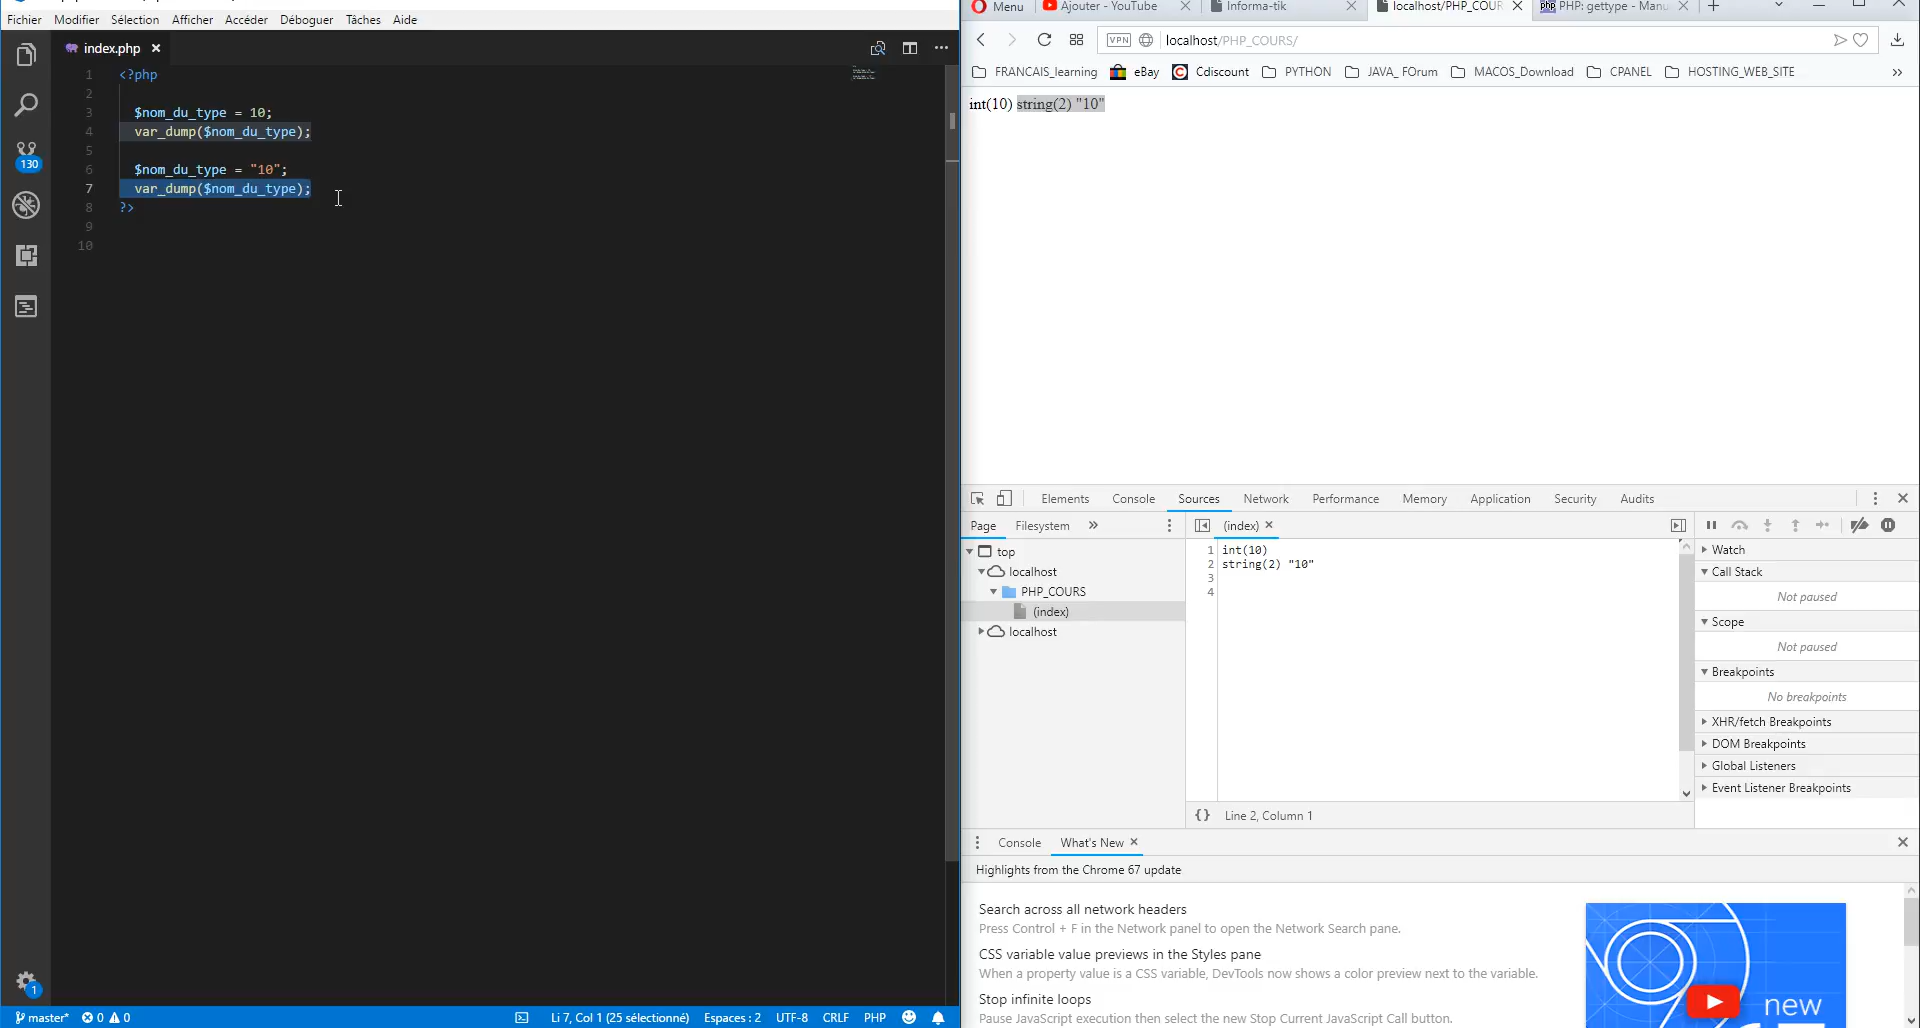 Fichier Modifier Sélection Afficher Accéder Déboguer Tâches Aide
index.php
1 <?php
2
3 $nom_du_type = 10;
4 var_dump($nom_du_type);
5
6 $nom_du_type = "10";
7 var_dump($nom_du_type);
8 ?>
9
10
130
1
master* 0 0 Li 7, Col 1 (25 sélectionné) Espaces : 2 UTF-8 CRLF PHP
Menu Ajouter - YouTube Informa-tik localhost/PHP_COUR php PHP: gettype - Manu
VPN localhost/PHP_COURS/
FRANCAIS_learning eBay Cdiscount PYTHON JAVA_ FOrum MACOS_Download CPANEL HOSTING_WEB_SITE
int(10) string(2) "10"
Elements Console Sources Network Performance Memory Application Security Audits
Page Filesystem (index)
top
localhost
PHP_COURS
(index)
localhost
1 int(10)
2 string(2) "10"
3
4
{} Line 2, Column 1
Watch
Call Stack
Not paused
Scope
Not paused
Breakpoints
No breakpoints
XHR/fetch Breakpoints
DOM Breakpoints
Global Listeners
Event Listener Breakpoints
Console What's New
Highlights from the Chrome 67 update
Search across all network headers
Press Control + F in the Network panel to open the Network Search pane.
CSS variable value previews in the Styles pane
When a property value is a CSS variable, DevTools now shows a color preview next to the variable.
Stop infinite loops
Pause JavaScript execution then select the new Stop Current JavaScript Call button.
new